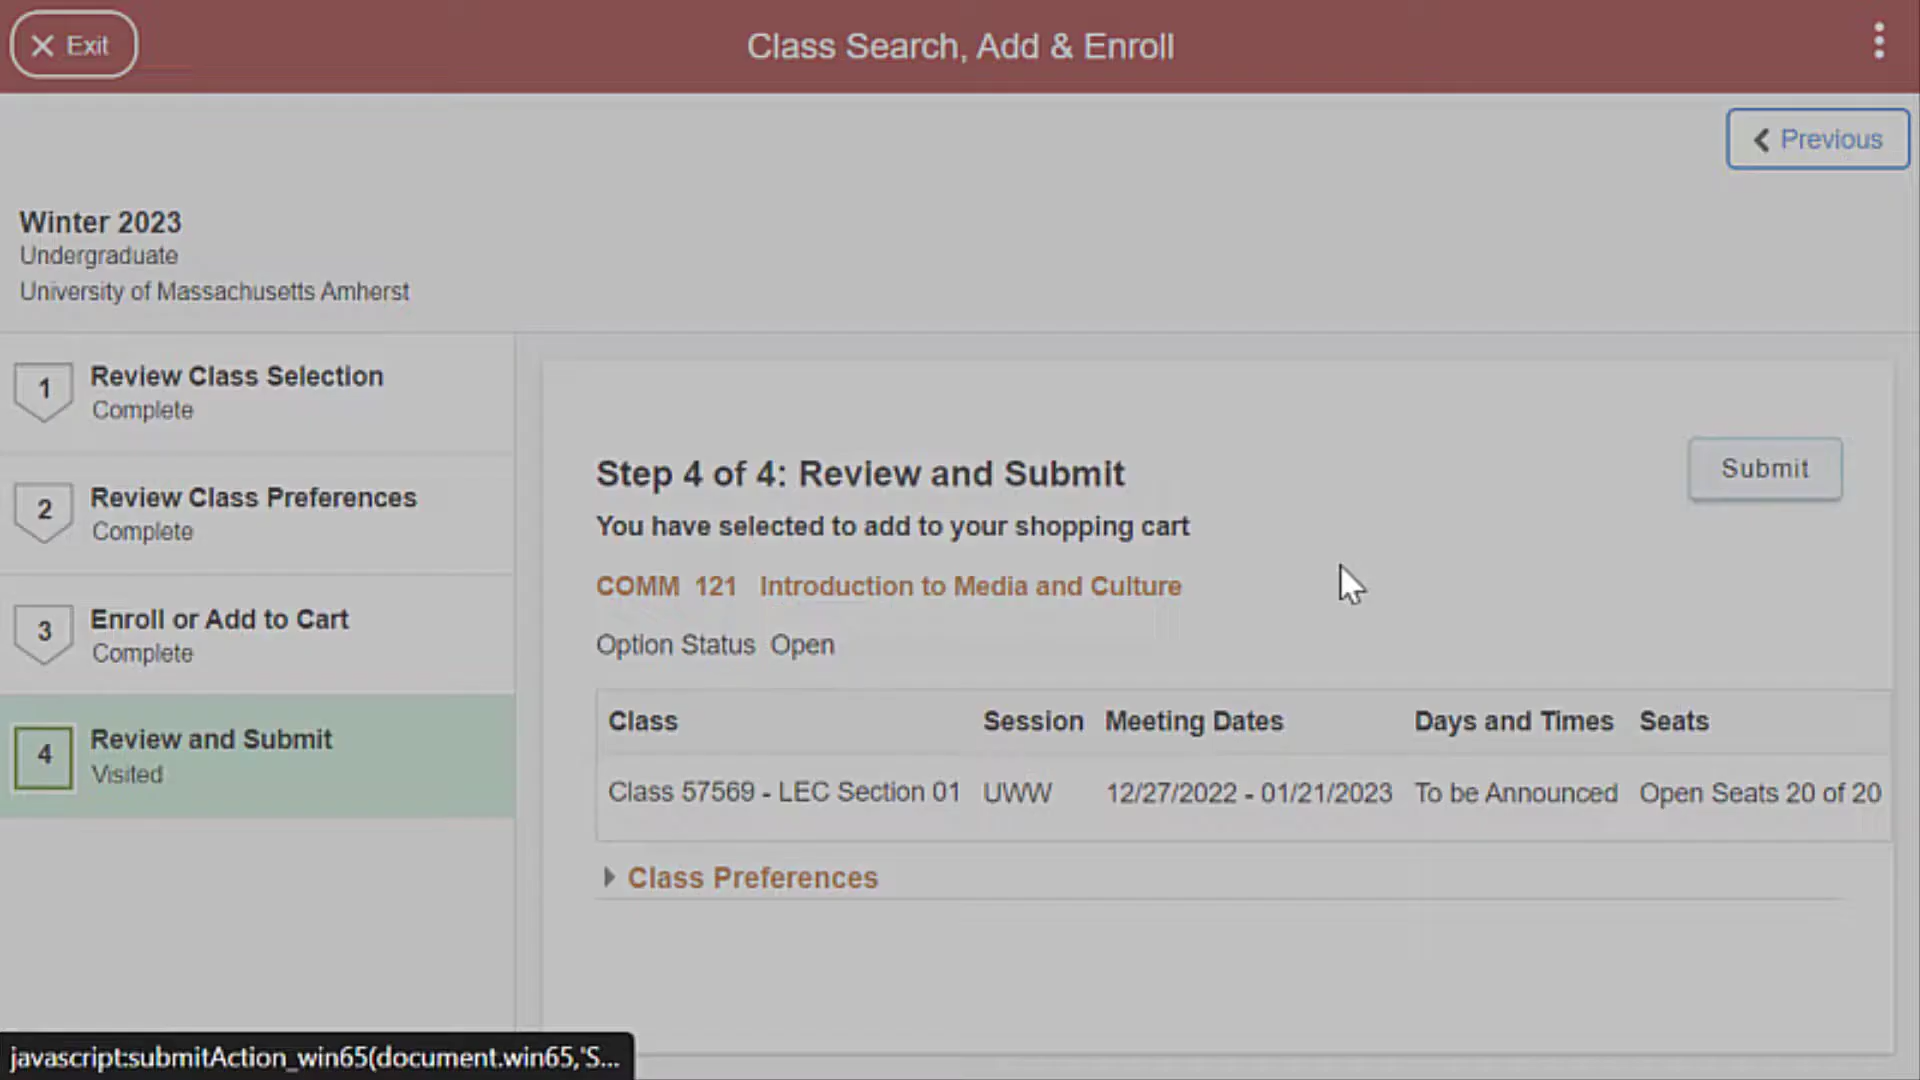 Exit
Class Search, Add & Enroll
Previous
Winter 2023
Undergraduate
University of Massachusetts Amherst
1 Review Class Selection
Complete
2 Review Class Preferences
Complete
3 Enroll or Add to Cart
Complete
4 Review and Submit
Visited
Step 4 of 4: Review and Submit
Submit
You have selected to add to your shopping cart
COMM 121 Introduction to Media and Culture
Option Status Open
Class Session Meeting Dates Days and Times Seats
Class 57569 - LEC Section 01 UWW 12/27/2022 - 01/21/2023 To be Announced Open Seats 20 of 20
Class Preferences
javascript:submitAction_win65(document.win65,'S...